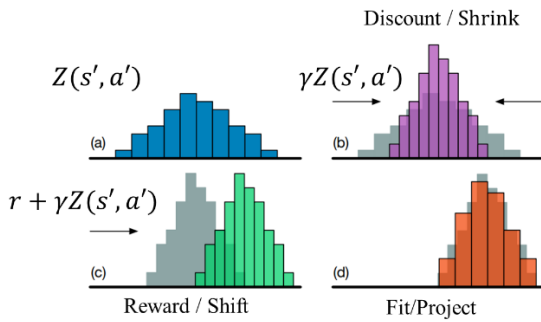 Discount / Shrink
Z(s′, a′)
γZ(s′, a′)
(a)
(b)
r + γZ(s′, a′)
(c)
(d)
Reward / Shift
Fit/Project